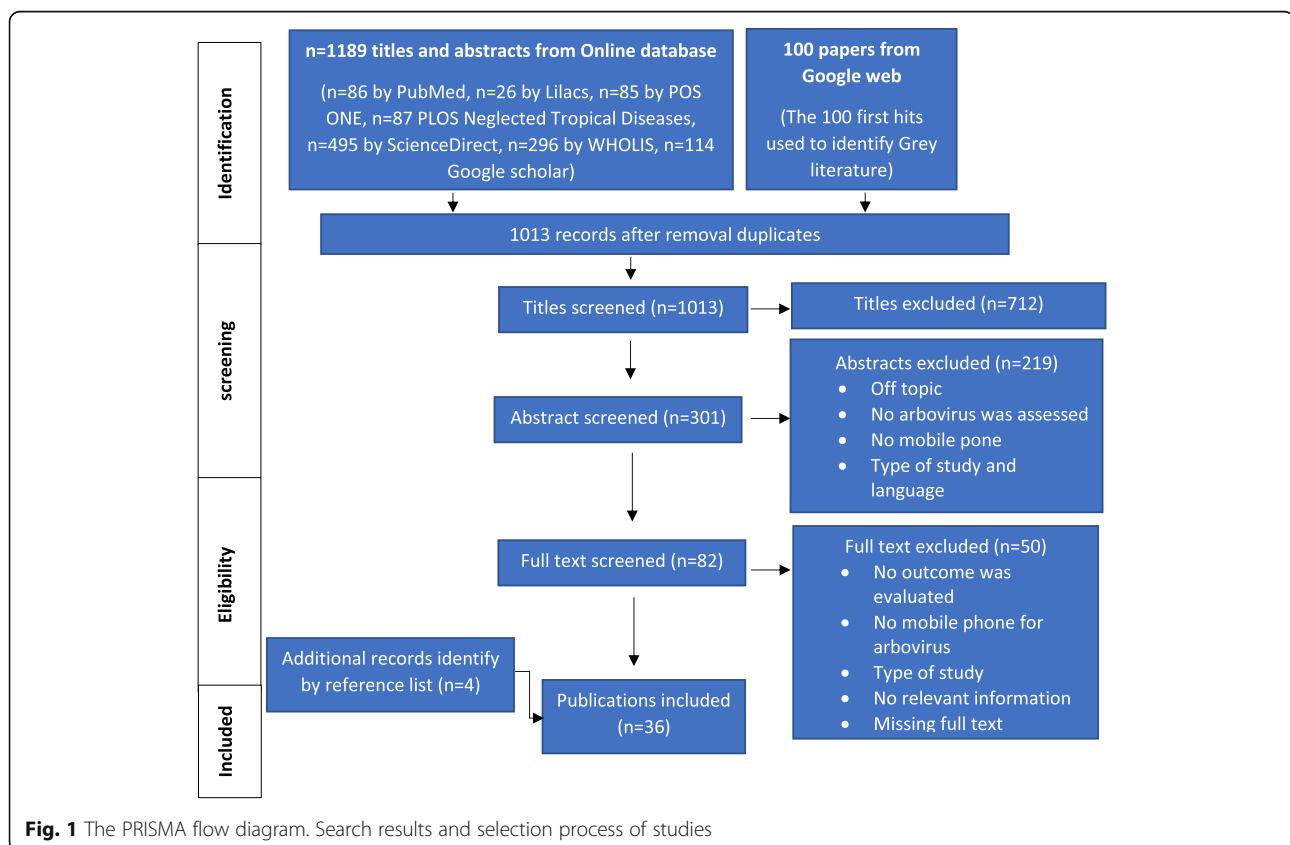 Identification
n=1189 titles and abstracts from Online database
(n=86 by PubMed, n=26 by Lilacs, n=85 by POS
ONE, n=87 PLOS Neglected Tropical Diseases,
n=495 by ScienceDirect, n=296 by WHOLIS, n=114
Google scholar)
100 papers from
Google web
(The 100 first hits
used to identify Grey
literature)
1013 records after removal duplicates
screening
Titles screened (n=1013)
Titles excluded (n=712)
Abstract screened (n=301)
Abstracts excluded (n=219)
• Off topic
• No arbovirus was assessed
• No mobile pone
• Type of study and
language
Eligibility
Full text screened (n=82)
Full text excluded (n=50)
• No outcome was
evaluated
• No mobile phone for
arbovirus
• Type of study
• No relevant information
• Missing full text
Additional records identify
by reference list (n=4)
Included
Publications included
(n=36)
Fig. 1 The PRISMA flow diagram. Search results and selection process of studies